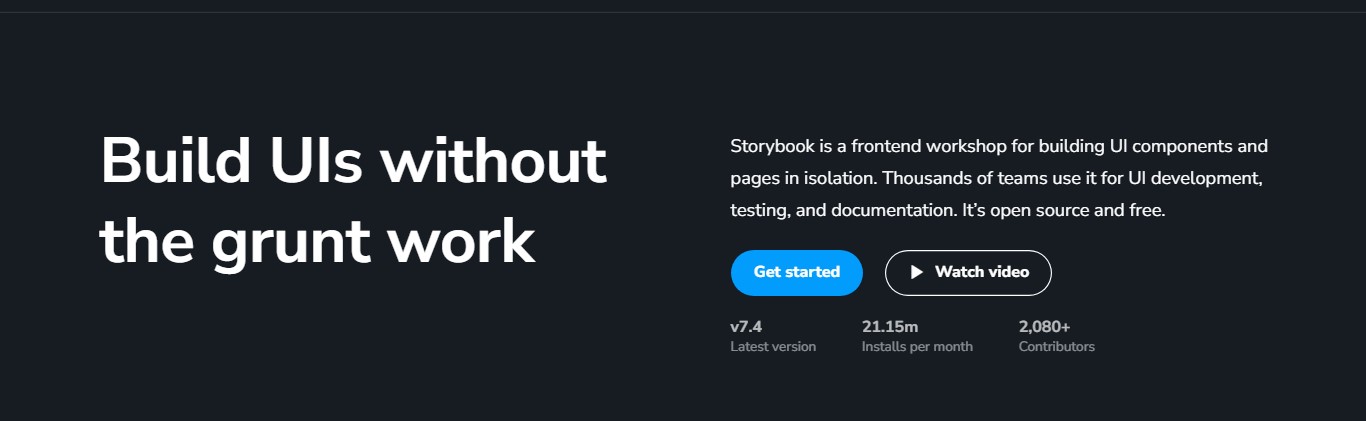 Build UIs without
the grunt work
Storybook is a frontend workshop for building UI components and
pages in isolation. Thousands of teams use it for UI development,
testing, and documentation. It’s open source and free.
Get started
Watch video
v7.4
Latest version
21.15m
Installs per month
2,080+
Contributors